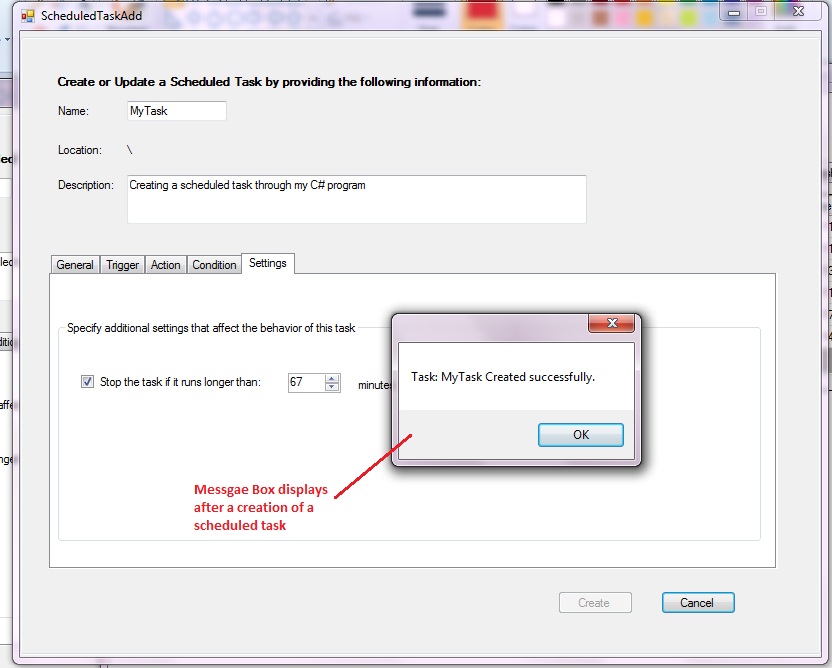 ScheduledTaskAdd
Create or Update a Scheduled Task by providing the following information:
Name: MyTask
Location: \
Description: Creating a scheduled task through my C# program
General Trigger Action Condition Settings
Specify additional settings that affect the behavior of this task
Stop the task if it runs longer than: 67 minutes
Task: MyTask Created successfully.
OK
Messgae Box displays
after a creation of a
scheduled task
Create Cancel